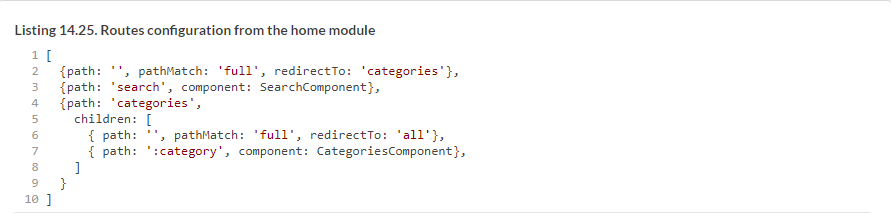 Listing 14.25. Routes configuration from the home module
1 [
2 {path: '', pathMatch: 'full', redirectTo: 'categories'},
3 {path: 'search', component: SearchComponent},
4 {path: 'categories',
5 children: [
6 { path: '', pathMatch: 'full', redirectTo: 'all'},
7 { path: ':category', component: CategoriesComponent},
8 ]
9 }
10 ]